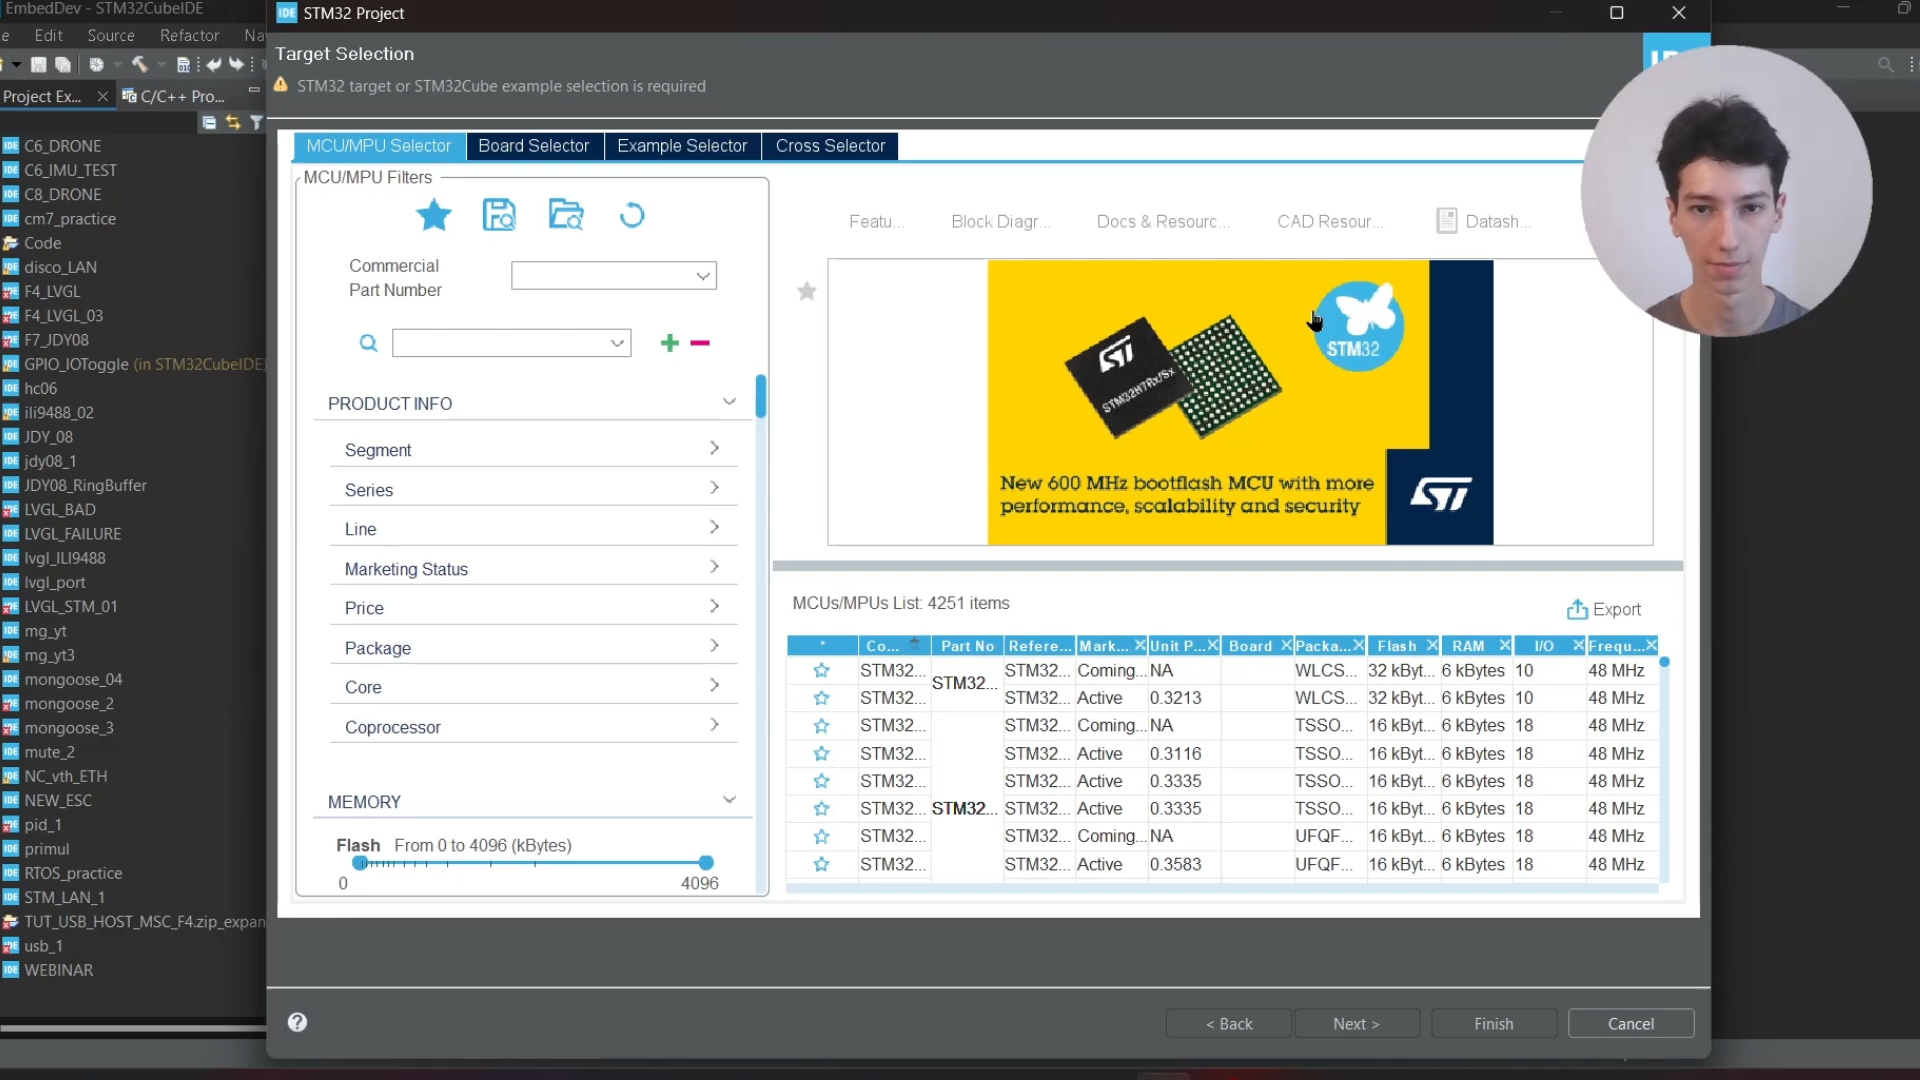 EmbedDev - STM32CubeIDE
e Edit Source Refactor Na
Project Ex...
C/C++ Pro...
C6_DRONE
C6_IMU_TEST
C8_DRONE
cm7_practice
Code
disco_LAN
F4_LVGL
F4_LVGL_03
F7_JDY08
GPIO_IOToggle (in STM32CubeIDE)
hc06
ili9488_02
JDY_08
jdy08_1
JDY08_RingBuffer
LVGL_BAD
LVGL_FAILURE
lvgl_ILI9488
lvgl_port
LVGL_STM_01
mg_yt
mg_yt3
mongoose_04
mongoose_2
mongoose_3
mute_2
NC_vth_ETH
NEW_ESC
pid_1
primul
RTOS_practice
STM_LAN_1
TUT_USB_HOST_MSC_F4.zip_expan
usb_1
WEBINAR
IDE STM32 Project
Target Selection
STM32 target or STM32Cube example selection is required
MCU/MPU Selector Board Selector Example Selector Cross Selector
MCU/MPU Filters
Commercial
Part Number
PRODUCT INFO
Segment
Series
Line
Marketing Status
Price
Package
Core
Coprocessor
MEMORY
Flash From 0 to 4096 (kBytes)
0 4096
Featu... Block Diagr... Docs & Resourc... CAD Resour... Datash...
ST
STM32H7Rx/Sx
STM32
New 600 MHz bootflash MCU with more
performance, scalability and security
ST
MCUs/MPUs List: 4251 items
Export
* Co... Part No Refere... Mark... Unit P... Board Packa... Flash RAM I/O Frequ...
STM32... STM32... STM32... Coming... NA WLCS... 32 kByt... 6 kBytes 10 48 MHz
STM32... STM32... Active 0.3213 WLCS... 32 kByt... 6 kBytes 10 48 MHz
STM32... STM32... Coming... NA TSSO... 16 kByt... 6 kBytes 18 48 MHz
STM32... STM32... Active 0.3116 TSSO... 16 kByt... 6 kBytes 18 48 MHz
STM32... STM32... Active 0.3335 TSSO... 16 kByt... 6 kBytes 18 48 MHz
STM32... STM32... STM32... Active 0.3335 TSSO... 16 kByt... 6 kBytes 18 48 MHz
STM32... STM32... Coming... NA UFQF... 16 kByt... 6 kBytes 18 48 MHz
STM32... STM32... Active 0.3583 UFQF... 16 kByt... 6 kBytes 18 48 MHz
< Back Next > Finish Cancel